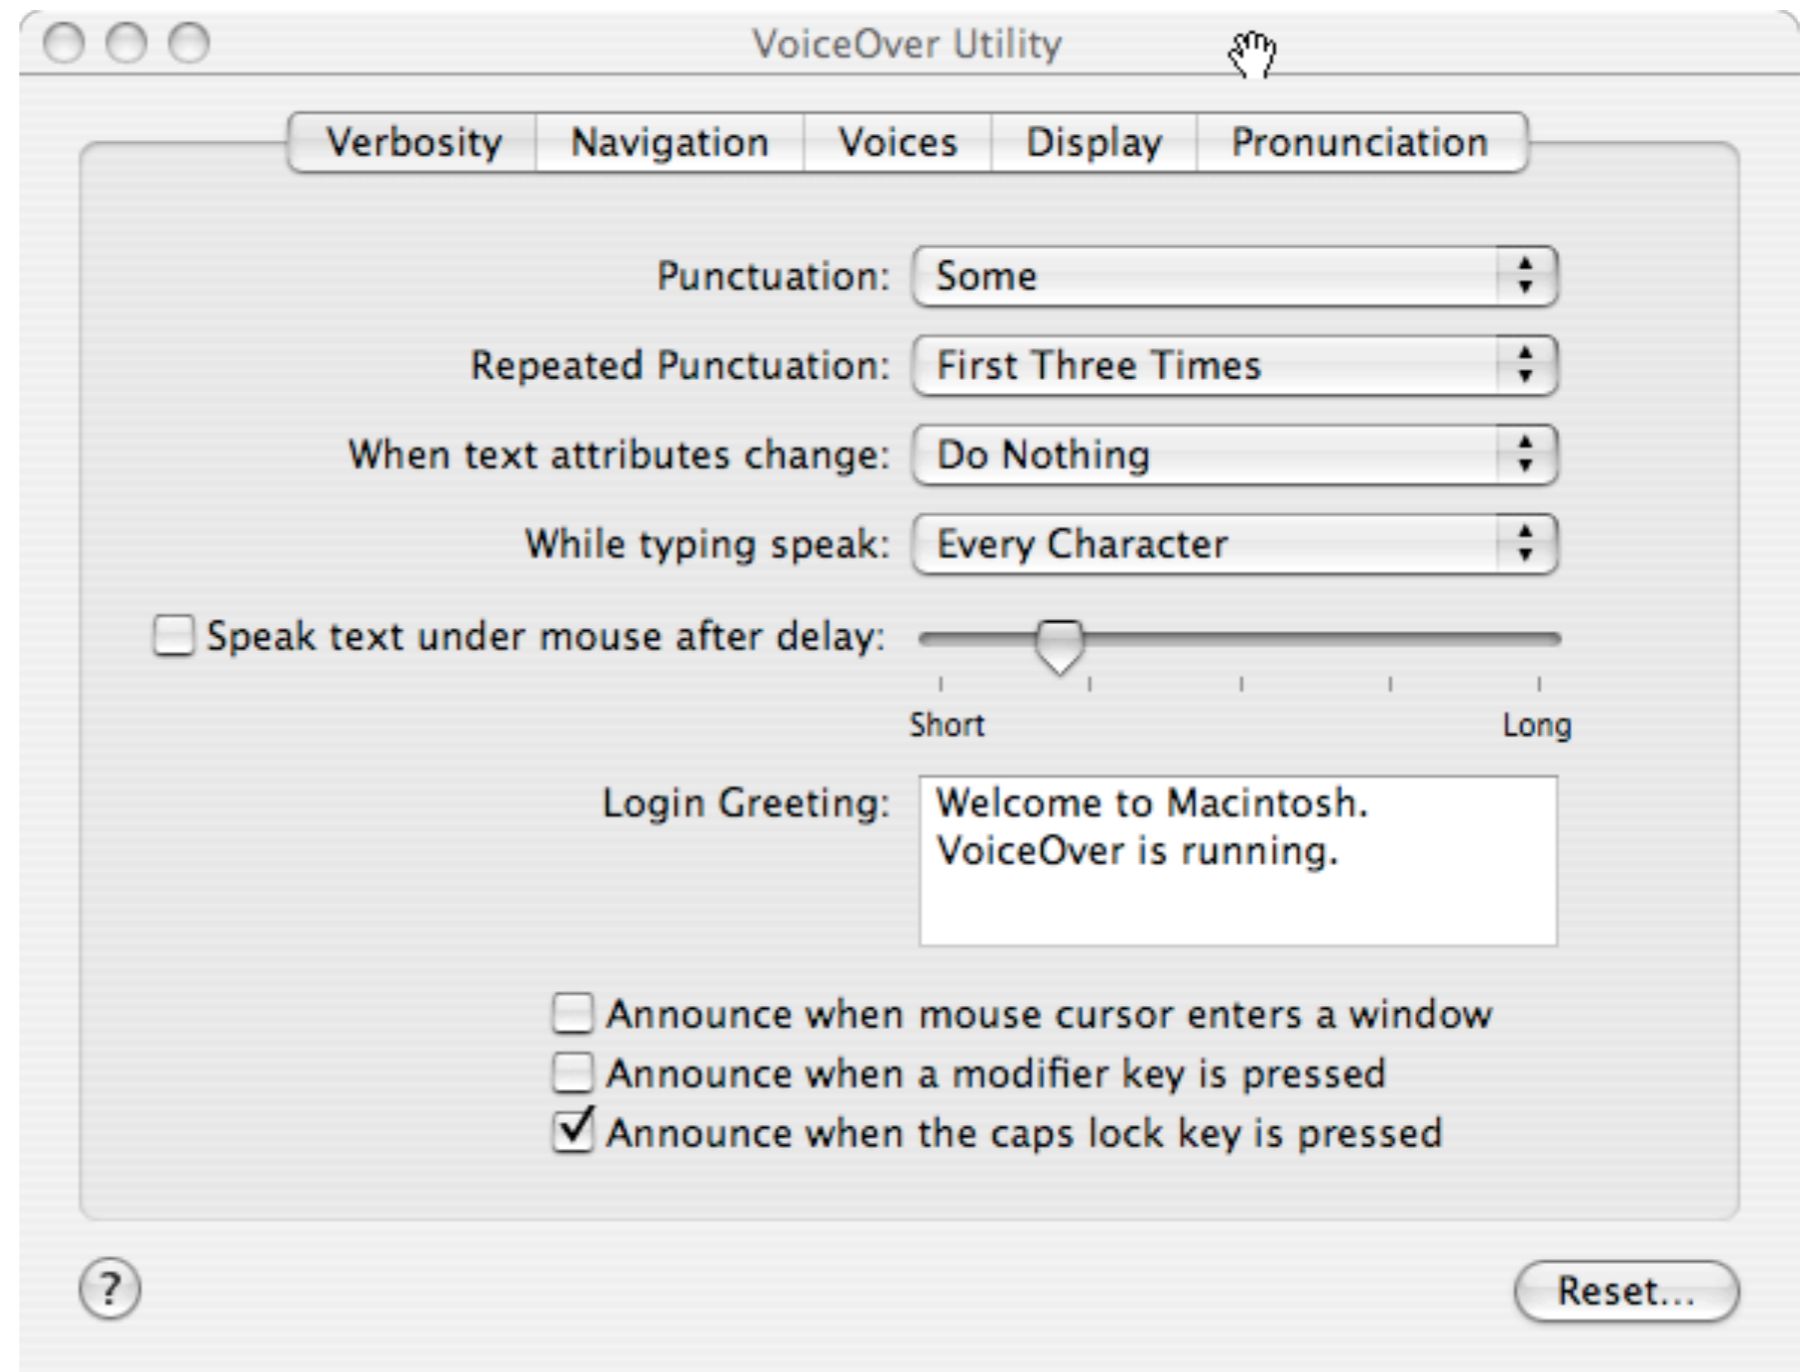 VoiceOver Utility
Verbosity Navigation Voices Display Pronunciation
Punctuation: Some
Repeated Punctuation: First Three Times
When text attributes change: Do Nothing
While typing speak: Every Character
Speak text under mouse after delay:
Short Long
Login Greeting: Welcome to Macintosh.
VoiceOver is running.
Announce when mouse cursor enters a window
Announce when a modifier key is pressed
Announce when the caps lock key is pressed
? Reset...